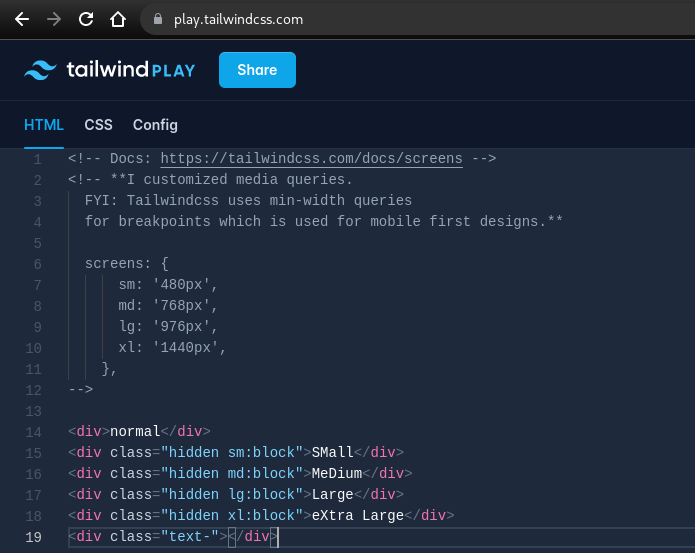 play.tailwindcss.com
tailwind PLAY Share
HTML CSS Config
1 <!-- Docs: https://tailwindcss.com/docs/screens -->
2 <!-- **I customized media queries.
3 FYI: Tailwindcss uses min-width queries
4 for breakpoints which is used for mobile first designs.**
5
6 screens: {
7 sm: '480px',
8 md: '768px',
9 lg: '976px',
10 xl: '1440px',
11 },
12 -->
13
14 <div>normal</div>
15 <div class="hidden sm:block">SMall</div>
16 <div class="hidden md:block">MeDium</div>
17 <div class="hidden lg:block">Large</div>
18 <div class="hidden xl:block">eXtra Large</div>
19 <div class="text-"></div>